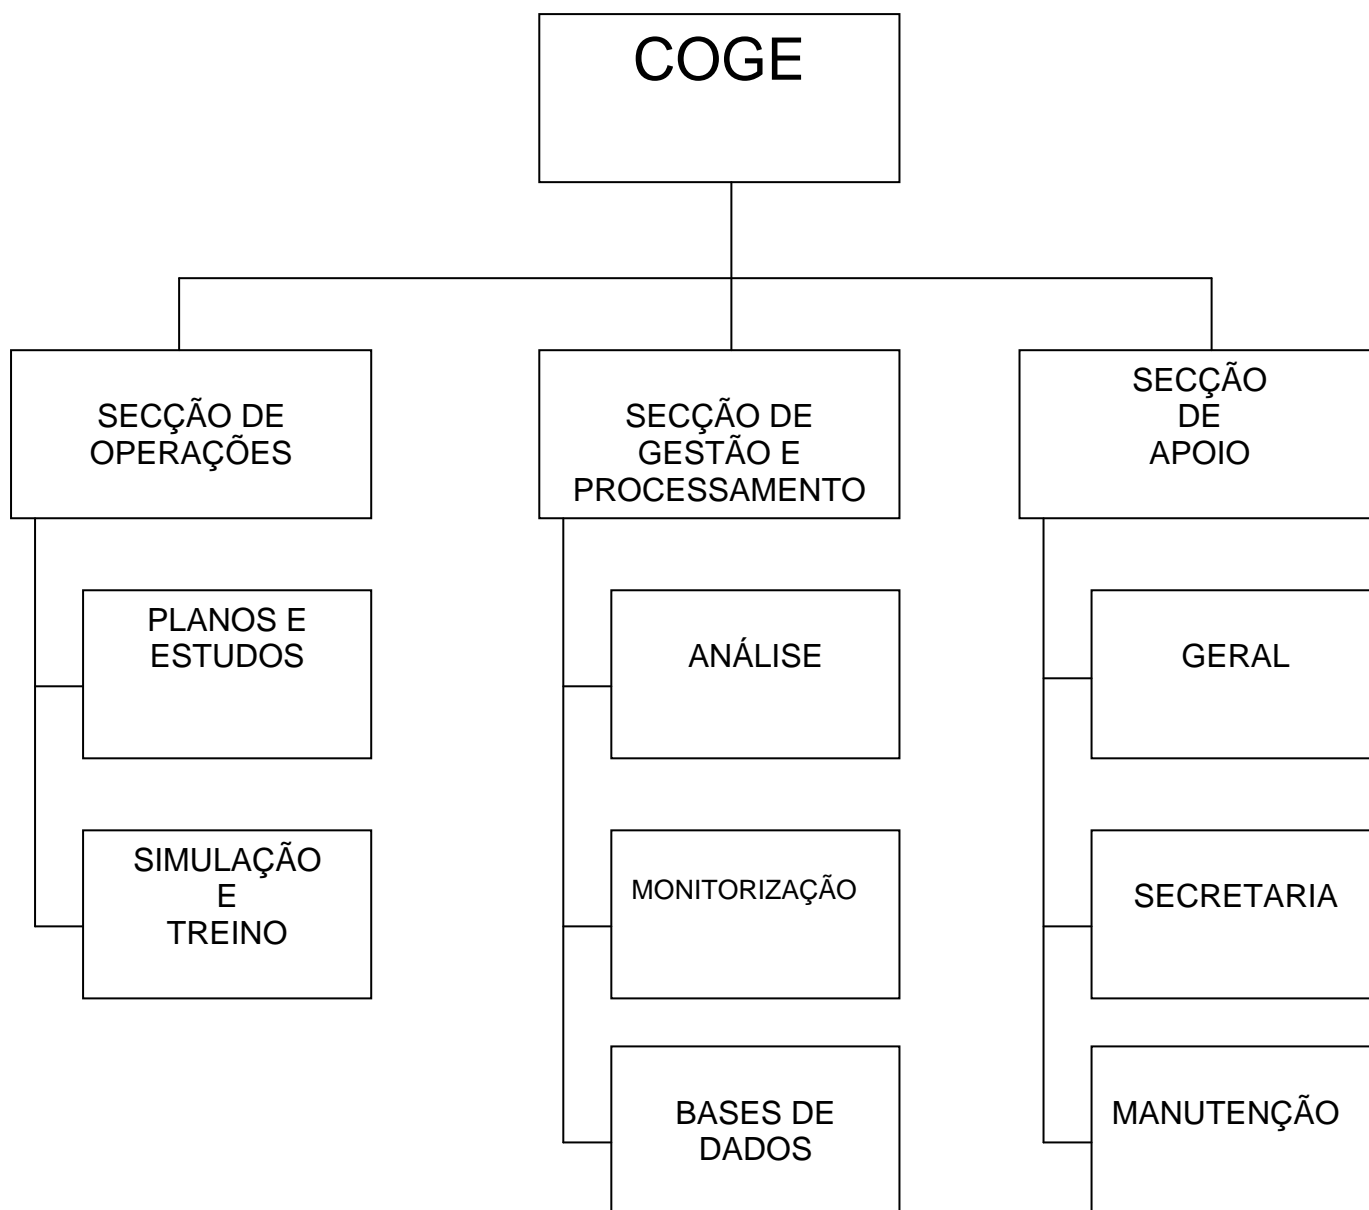 COGE
SECÇÃO DE
OPERAÇÕES
SECÇÃO DE
GESTÃO E
PROCESSAMENTO
SECÇÃO
DE
APOIO
PLANOS E
ESTUDOS
ANÁLISE
GERAL
SIMULAÇÃO
E
TREINO
MONITORIZAÇÃO
SECRETARIA
BASES DE
DADOS
MANUTENÇÃO